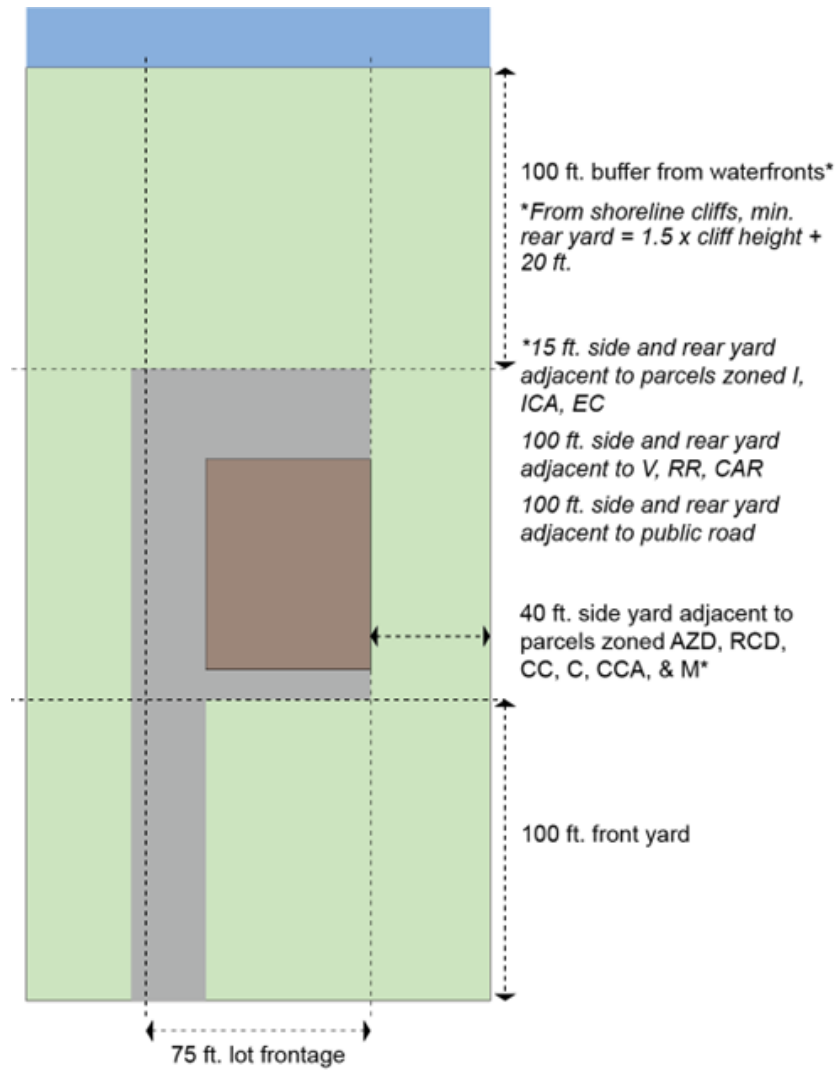 100 ft. buffer from waterfronts*
*From shoreline cliffs, min.
rear yard = 1.5 x cliff height +
20 ft.
*15 ft. side and rear yard
adjacent to parcels zoned I,
ICA, EC
100 ft. side and rear yard
adjacent to V, RR, CAR
100 ft. side and rear yard
adjacent to public road
40 ft. side yard adjacent to
parcels zoned AZD, RCD,
CC, C, CCA, & M*
100 ft. front yard
75 ft. lot frontage